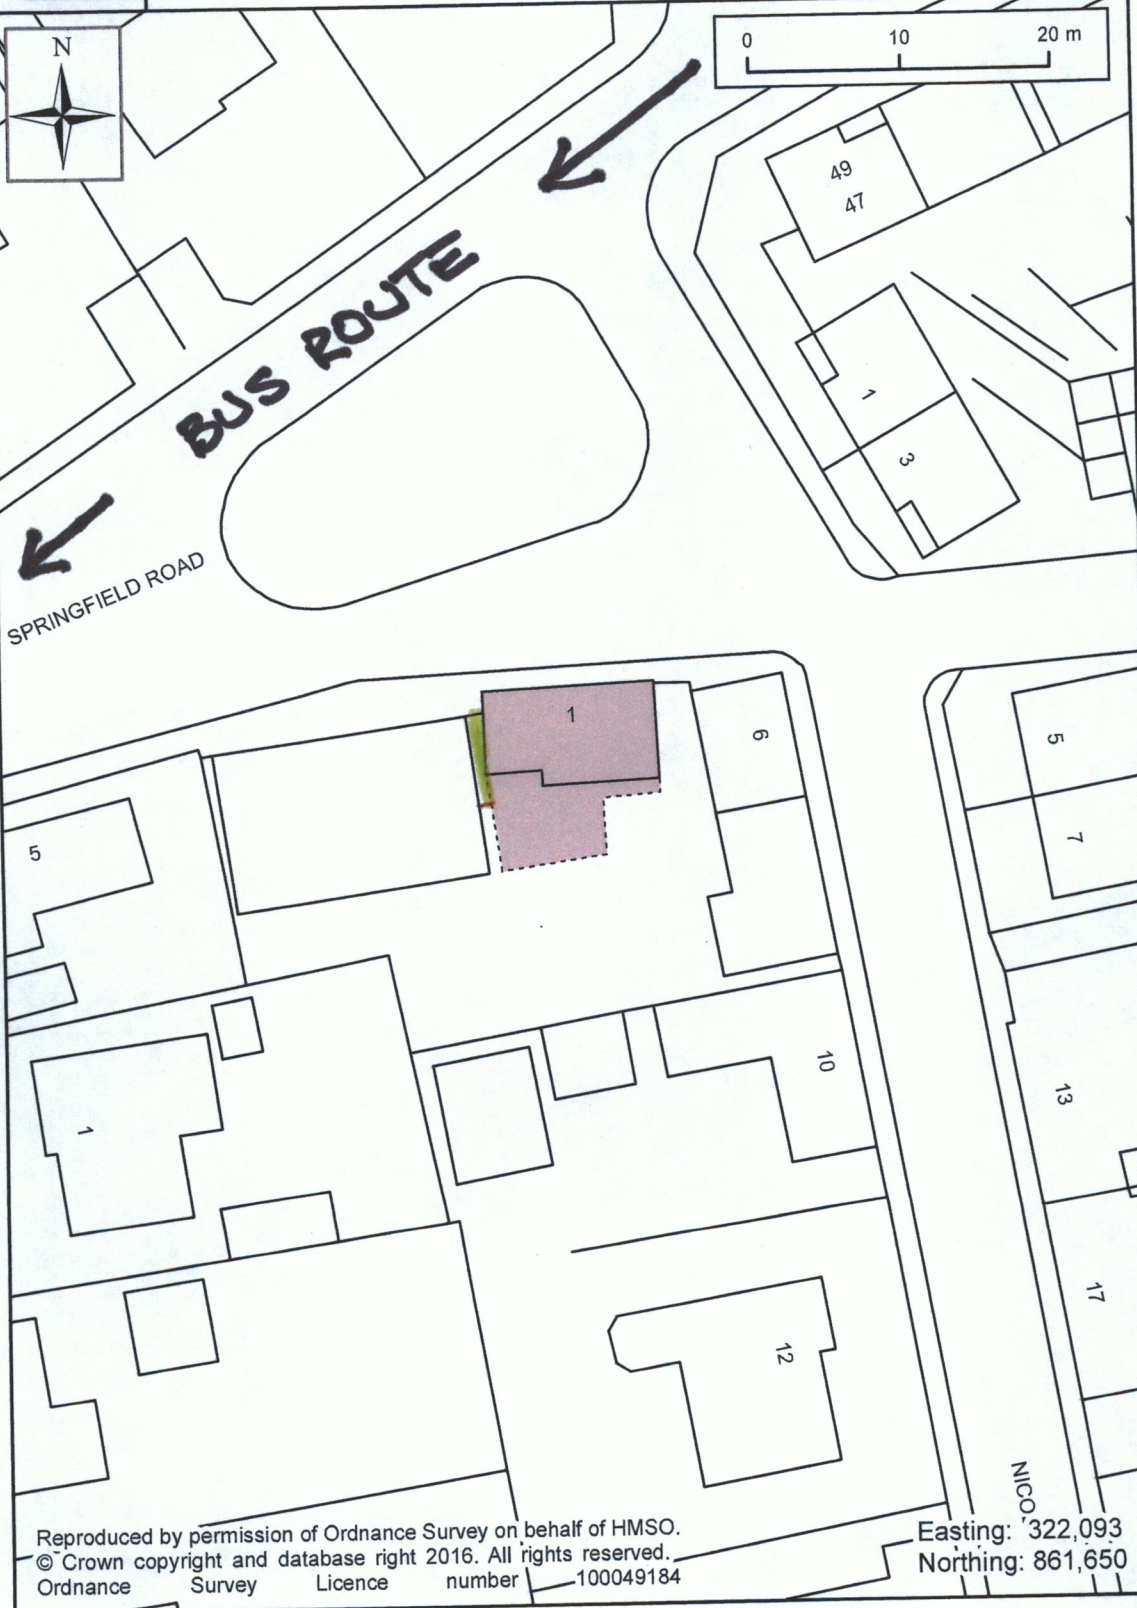 N
0 10 20 m
49
47
BUS ROUTE
1
3
SPRINGFIELD ROAD
1
6
5
5
7
10
1
13
17
12
NICO
Reproduced by permission of Ordnance Survey on behalf of HMSO.
© Crown copyright and database right 2016. All rights reserved.
Ordnance Survey Licence number 100049184
Easting: 322,093
Northing: 861,650